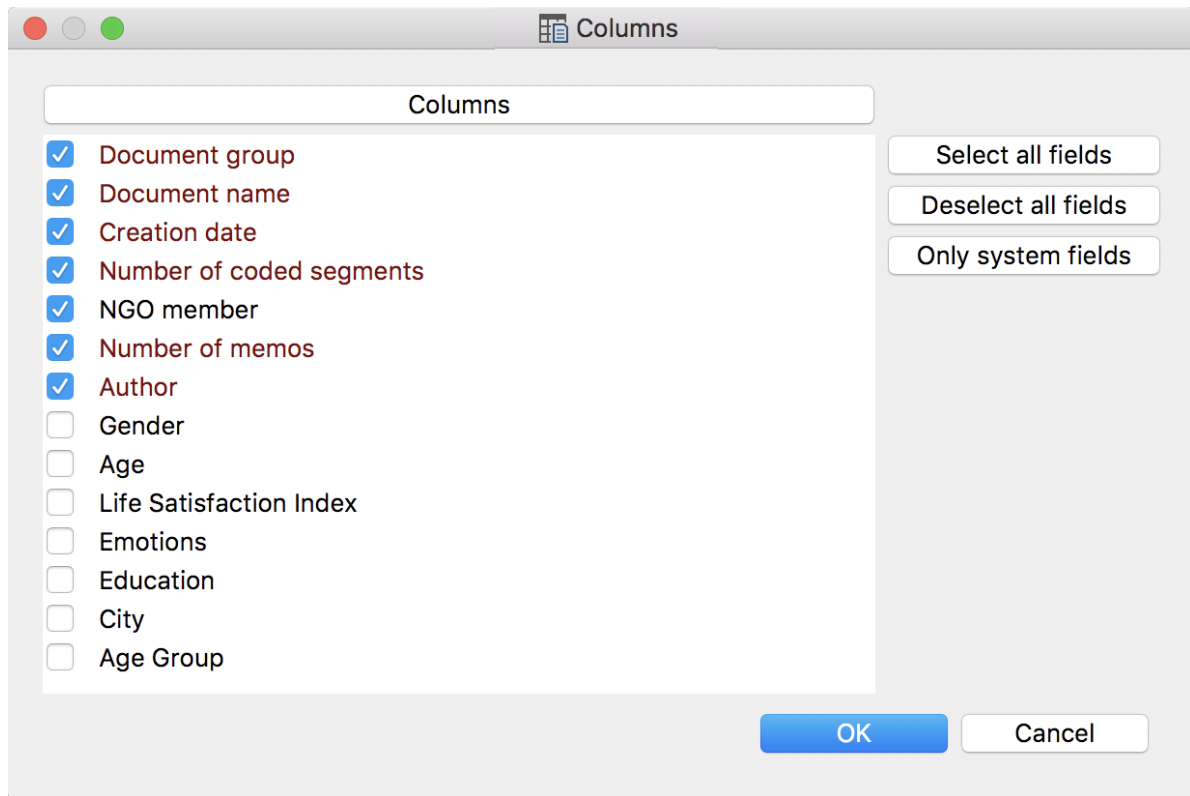 Columns
Columns
Document group
Document name
Creation date
Number of coded segments
NGO member
Number of memos
Author
Gender
Age
Life Satisfaction Index
Emotions
Education
City
Age Group
Select all fields
Deselect all fields
Only system fields
OK
Cancel